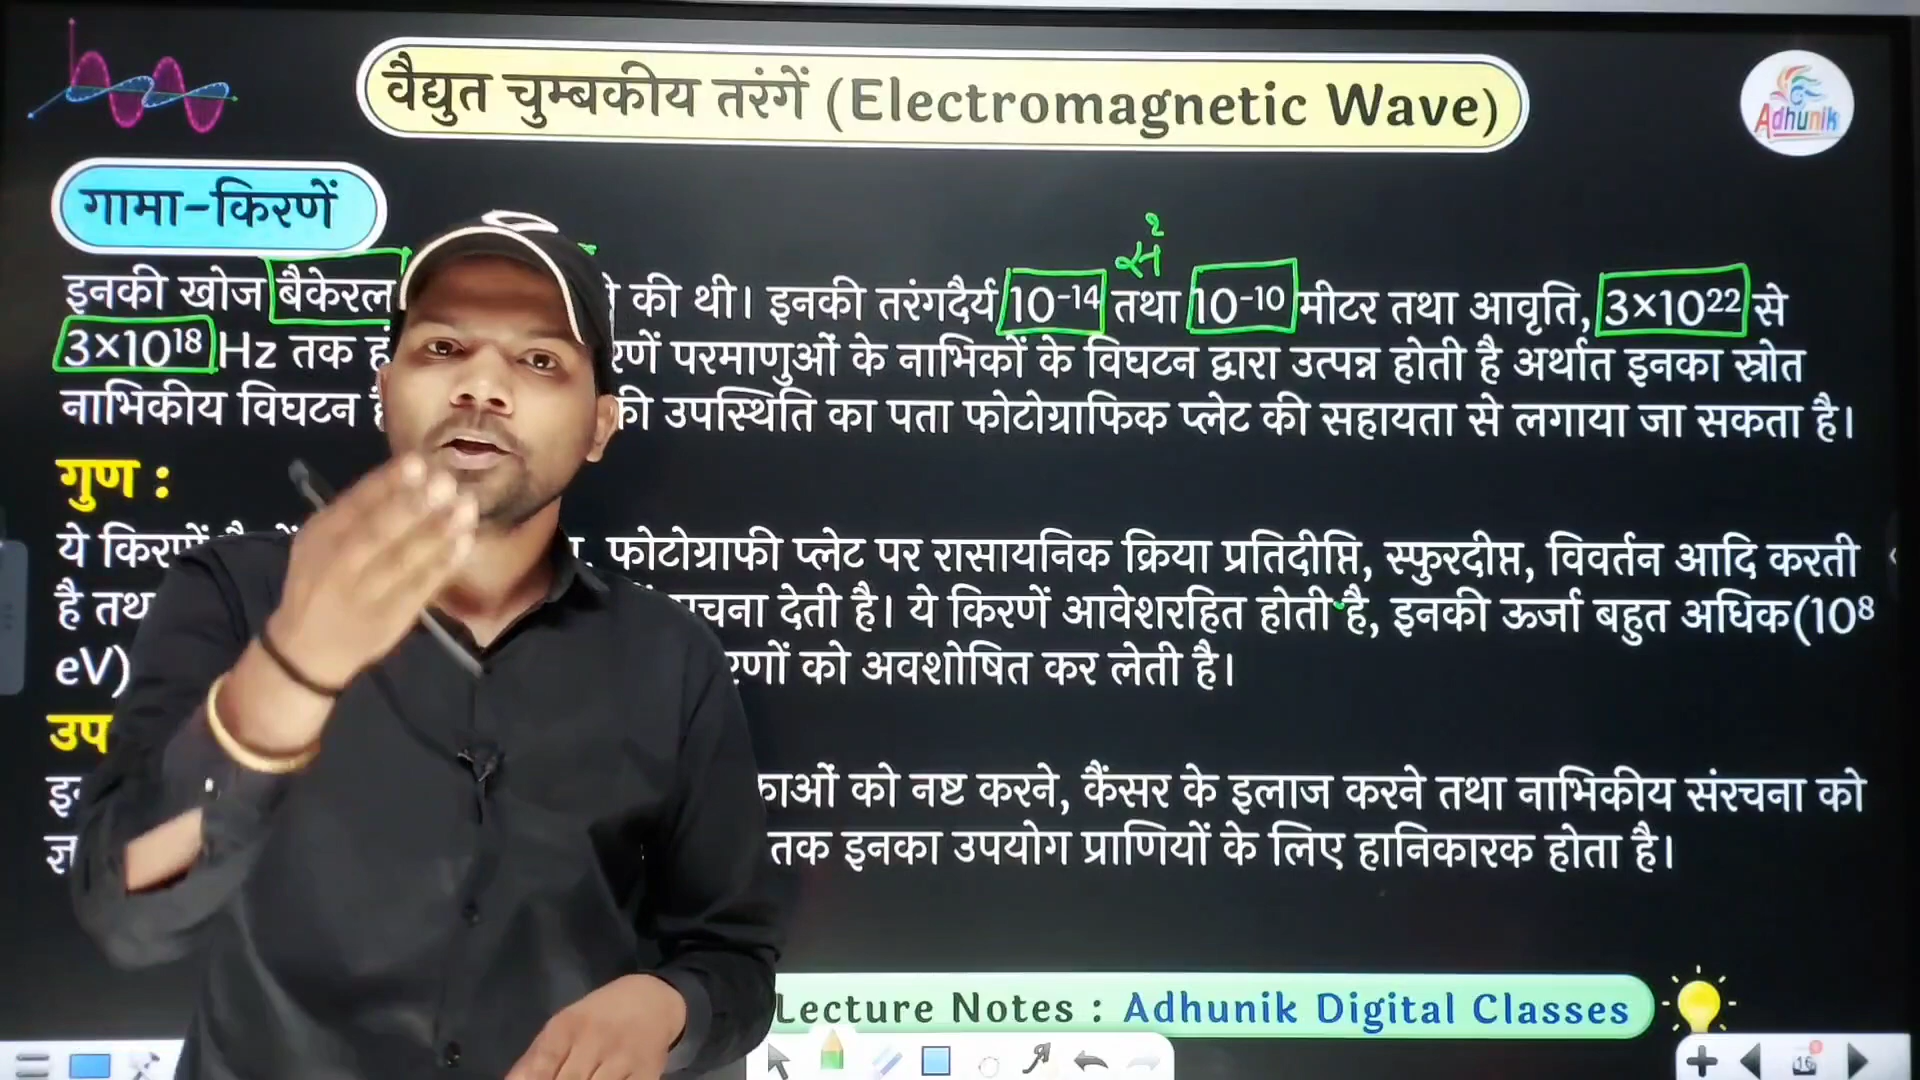 वैद्युत चुम्बकीय तरंगें (Electromagnetic Wave)
Adhunik
गामा-किरणें
से
इनकी खोज बैकेरल की थी। इनकी तरंगदैर्य 10⁻¹⁴ तथा 10⁻¹⁰ मीटर तथा आवृति, 3×10²² से
3×10¹⁸ Hz तक परमाणुओं के नाभिकों के विघटन द्वारा उत्पन्न होती है अर्थात इनका स्रोत
नाभिकीय विघटन की उपस्थिति का पता फोटोग्राफिक प्लेट की सहायता से लगाया जा सकता है।
गुण :
ये फोटोग्राफी प्लेट पर रासायनिक क्रिया प्रतिदीप्ति, स्फुरदीप्त, विवर्तन आदि करती
है देती है। ये किरणें आवेशरहित होती है, इनकी ऊर्जा बहुत अधिक(10⁸
eV) को अवशोषित कर लेती है।
को नष्ट करने, कैंसर के इलाज करने तथा नाभिकीय संरचना को
तक इनका उपयोग प्राणियों के लिए हानिकारक होता है।
Lecture Notes : Adhunik Digital Classes
16